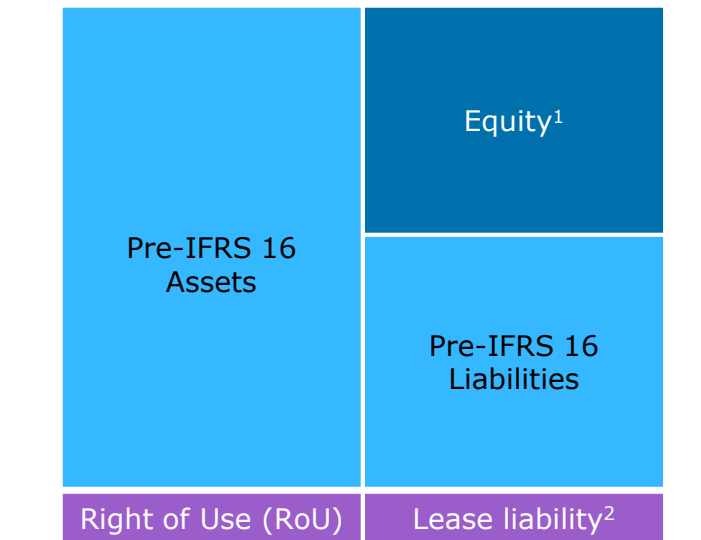 Equity¹
Pre-IFRS 16
Assets
Pre-IFRS 16
Liabilities
Right of Use (RoU)
Lease liability²